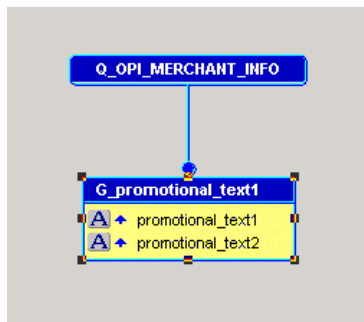 Q_OPI_MERCHANT_INFO
G_promotional_text1
A promotional_text1
A promotional_text2